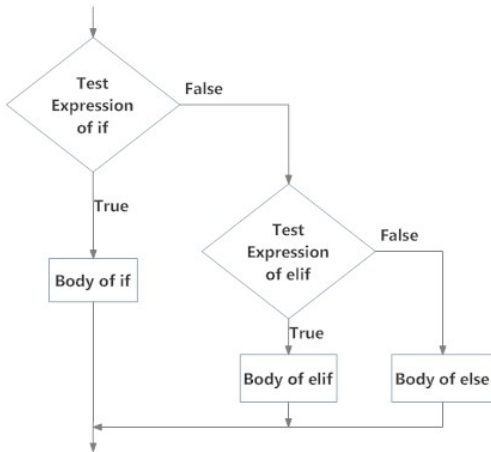 Test
Expression
of if
False
True
Body of if
Test
Expression
of elif
False
True
Body of elif
Body of else